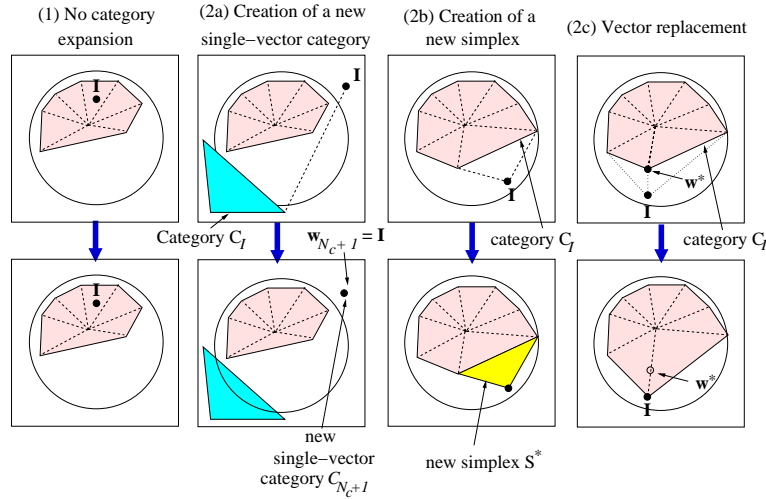 (1) No category
expansion
(2a) Creation of a new
single−vector category
(2b) Creation of
a new simplex
(2c) Vector replacement
I
I
I
w*
I
Category C_I
w_{N_c+1} = I
category C_I
category C_I
I
w*
I
new
single−vector
category C_{N_c+1}
new simplex S*